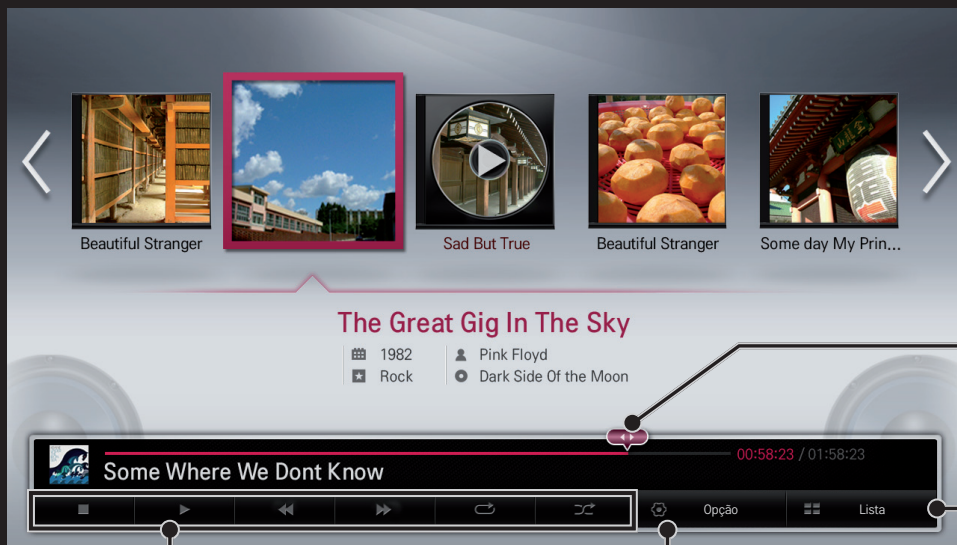 Beautiful Stranger
Sad But True
Beautiful Stranger
Some day My Prin...
The Great Gig In The Sky
1982
Pink Floyd
Rock
Dark Side Of the Moon
00:58:23 / 01:58:23
Some Where We Dont Know
Opção
Lista